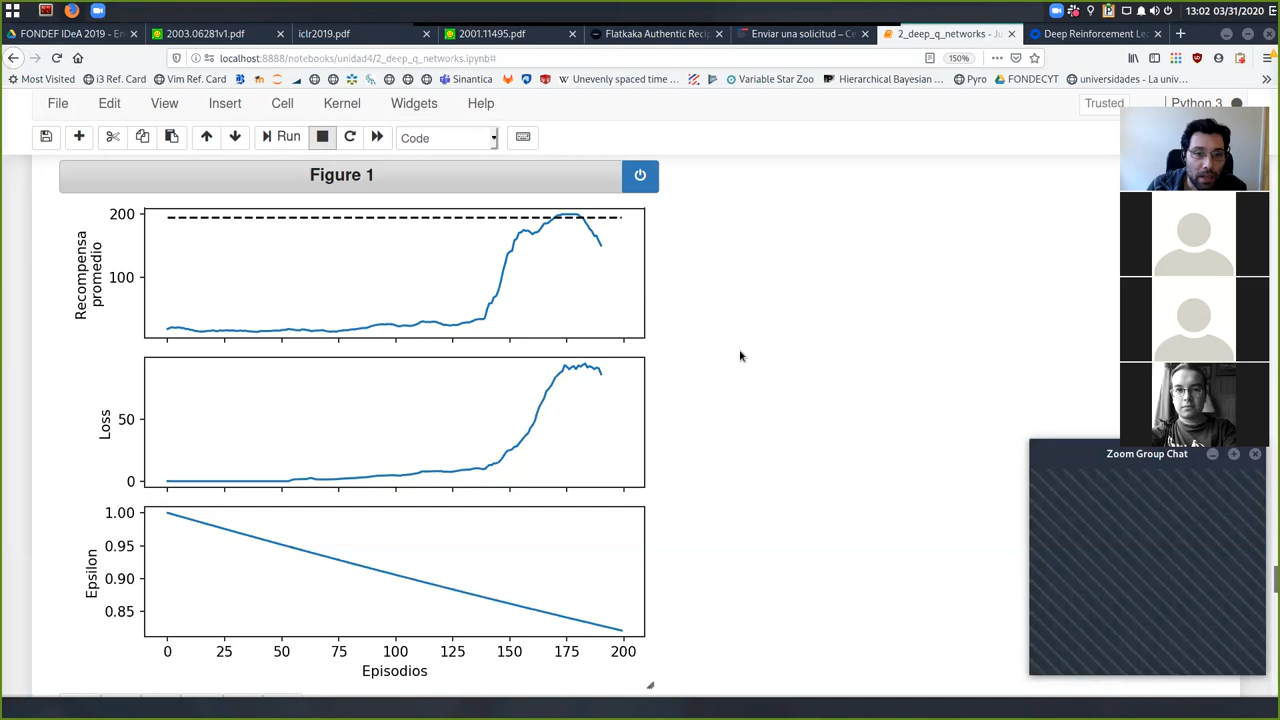 13:02 03/31/2020
FONDEF IDeA 2019 - En
2003.06281v1.pdf
iclr2019.pdf
2001.11495.pdf
Flatkaka Authentic Recip
Enviar una solicitud – Ce
2_deep_q_networks - Ju
Deep Reinforcement Lea
localhost:8888/notebooks/unidad4/2_deep_q_networks.ipynb#
150%
Most Visited
i3 Ref. Card
Vim Ref. Card
Sinantica
Unevenly spaced time ...
Variable Star Zoo
Hierarchical Bayesian ...
Pyro
FONDECYT
universidades - La univ...
File Edit View Insert Cell Kernel Widgets Help
Trusted
Python 3
Run
Code
Figure 1
Recompensa
promedio
200
100
Loss
50
0
Epsilon
1.00
0.95
0.90
0.85
0 25 50 75 100 125 150 175 200
Episodios
Zoom Group Chat